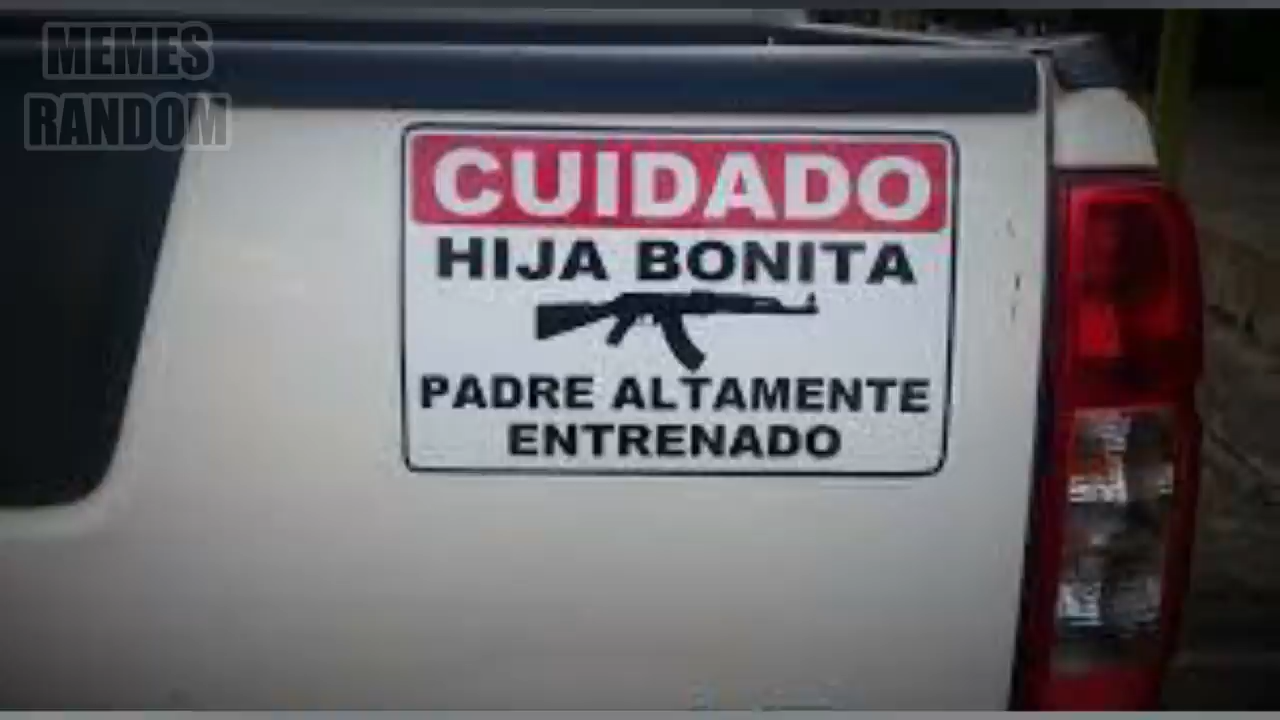 MEMES
RANDOM
CUIDADO
HIJA BONITA
PADRE ALTAMENTE
ENTRENADO